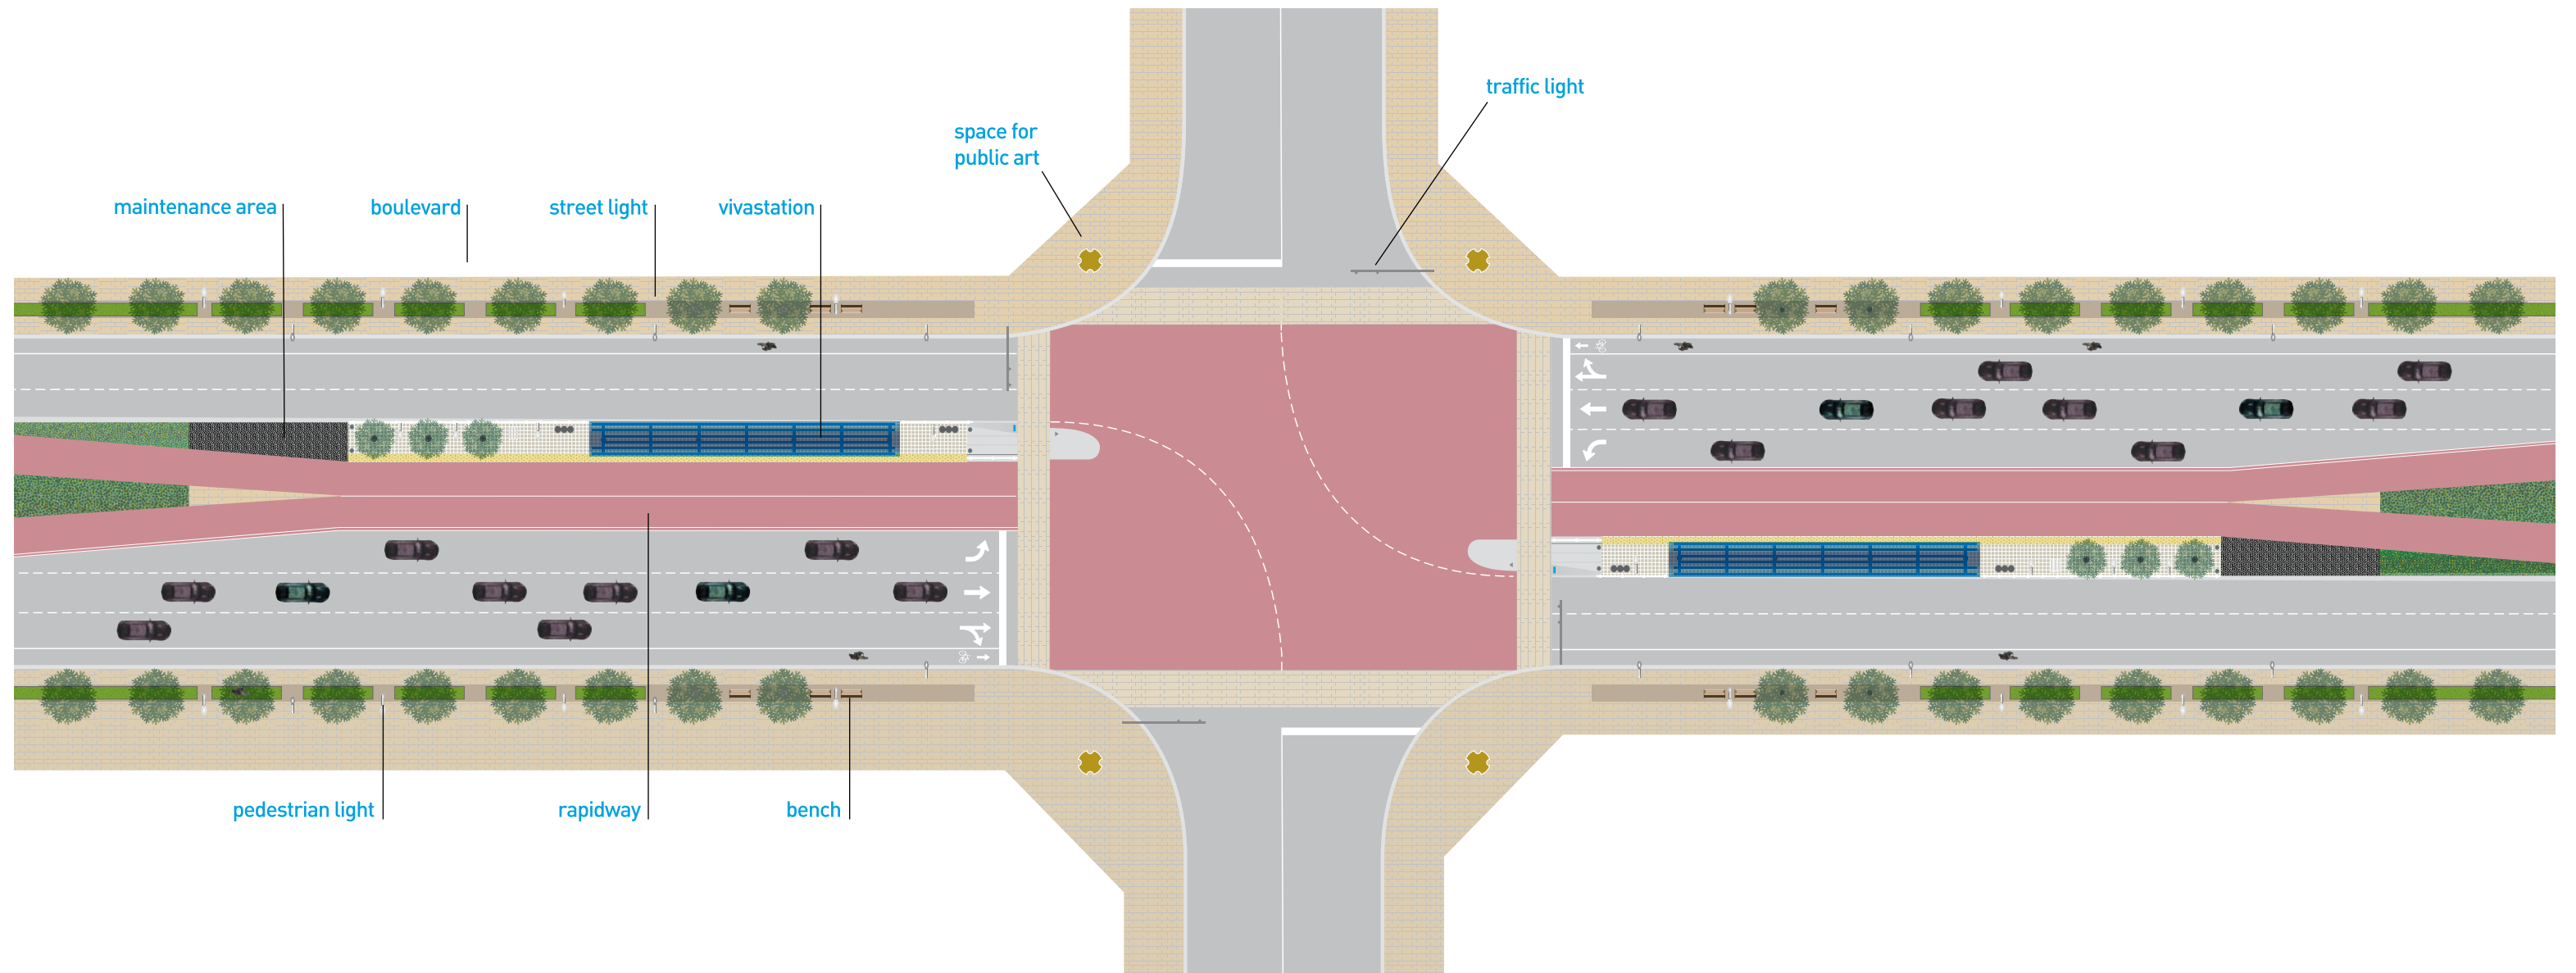 traffic light
space for
public art
maintenance area
boulevard
street light
vivastation
pedestrian light
rapidway
bench